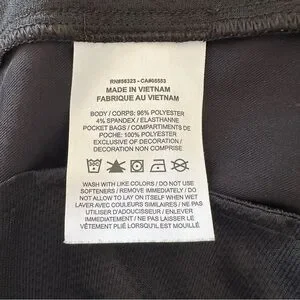 RN#56323 - CA#05553
MADE IN VIETNAM
FABRIQUE AU VIETNAM
BODY / CORPS: 96% POLYESTER
4% SPANDEX / ÉLASTHANNE
POCKET BAGS / COMPARTIMENTS DE
POCHE: 100% POLYESTER
EXCLUSIVE OF DECORATION /
DECORATION NON COMPRISE
WASH WITH LIKE COLORS / DO NOT USE
SOFTENERS / REMOVE IMMEDIATELY / DO
NOT ALLOW TO LAY ON ITSELF WHEN WET
LAVER AVEC COULEURS SIMILAIRES / NE PAS
UTILISER D'ADOUCISSEUR / ENLEVER
IMMÉDIATEMENT / NE PAS LAISSER LE
VÊTEMENT PLIÉ LORSQU'IL EST MOUILLÉ